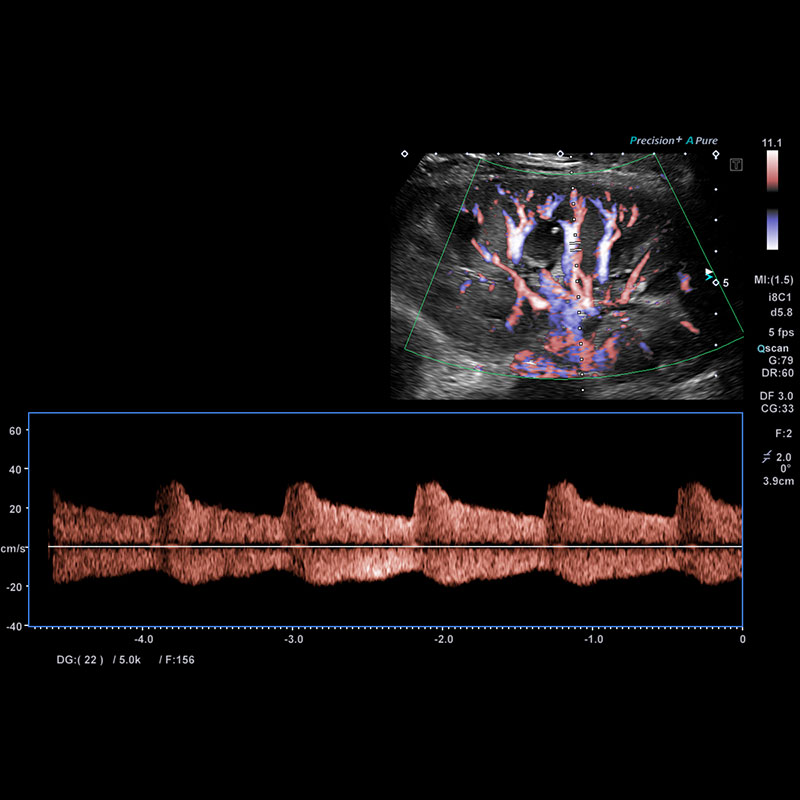 Precision+ APure
11.1
T
5
MI:(1.5)
i8C1
d5.8
5 fps
Qscan
G:79
DR:60
DF 3.0
CG:33
F:2
2.0
0°
3.9cm
60
40
20
cm/s
-20
-40
-4.0 -3.0 -2.0 -1.0 0
DG:( 22 ) / 5.0k / F:156